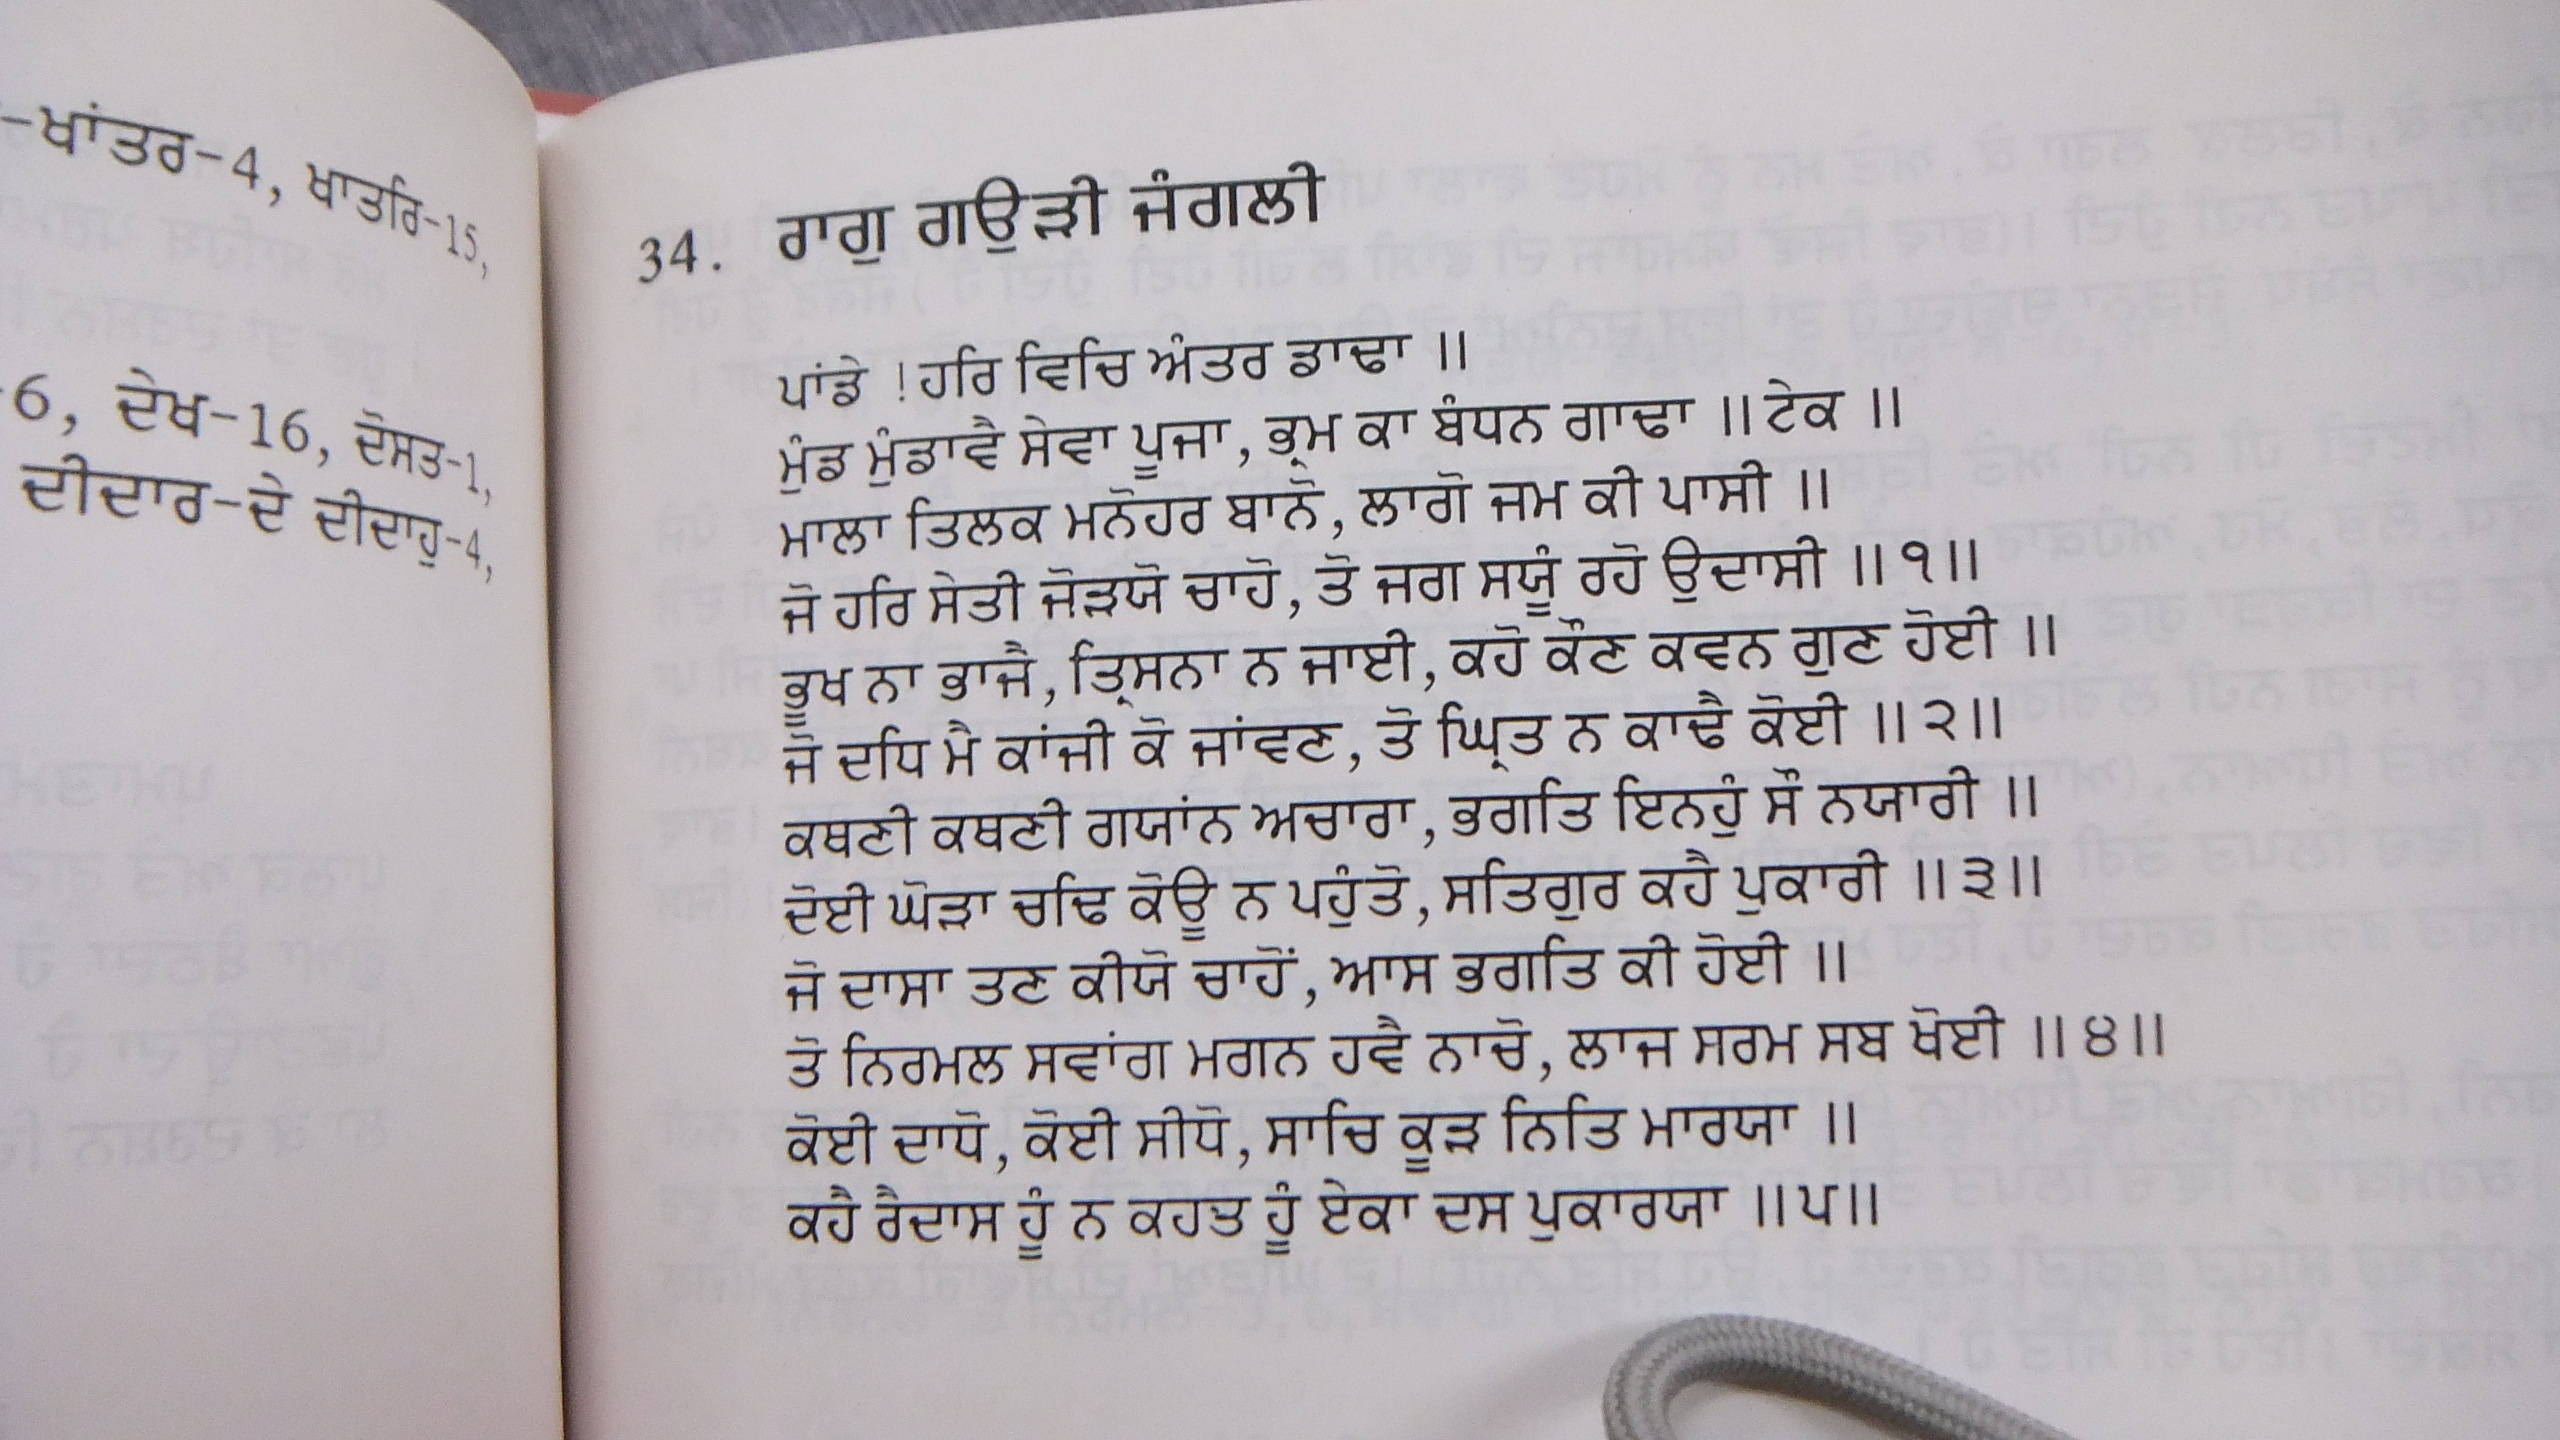 -ਖਾਂਤਰ-4, ਖਾਤਰਿ-15,
6, ਦੇਖ-16, ਦੋਸਤ-1,
ਦੀਦਾਰ-ਦੇ ਦੀਦਾਹੁ-4,
34. ਰਾਗੁ ਗਉੜੀ ਜੰਗਲੀ
ਪਾਂਡੇ ! ਹਰਿ ਵਿਚਿ ਅੰਤਰ ਡਾਢਾ ॥
ਮੁੰਡ ਮੁੰਡਾਵੈ ਸੇਵਾ ਪੂਜਾ, ਭ੍ਰਮ ਕਾ ਬੰਧਨ ਗਾਢਾ ॥ ਟੇਕ ॥
ਮਾਲਾ ਤਿਲਕ ਮਨੋਹਰ ਬਾਨੋ, ਲਾਗੋ ਜਮ ਕੀ ਪਾਸੀ ॥
ਜੋ ਹਰਿ ਸੇਤੀ ਜੋੜਯੋ ਚਾਹੋ, ਤੋ ਜਗ ਸਯੂੰ ਰਹੋ ਉਦਾਸੀ ॥੧॥
ਭੂਖ ਨਾ ਭਾਜੈ, ਤ੍ਰਿਸਨਾ ਨ ਜਾਈ, ਕਹੋ ਕੌਣ ਕਵਨ ਗੁਣ ਹੋਈ ॥
ਜੋ ਦਧਿ ਮੈ ਕਾਂਜੀ ਕੋ ਜਾਂਵਣ, ਤੋ ਘ੍ਰਿਤ ਨ ਕਾਢੈ ਕੋਈ ॥੨॥
ਕਥਣੀ ਕਥਣੀ ਗਯਾਂਨ ਅਚਾਰਾ, ਭਗਤਿ ਇਨਹੁੰ ਸੌ ਨਯਾਰੀ ॥
ਦੋਈ ਘੋੜਾ ਚਢਿ ਕੋਊ ਨ ਪਹੁੰਤੋ, ਸਤਿਗੁਰ ਕਹੈ ਪੁਕਾਰੀ ॥੩॥
ਜੋ ਦਾਸਾ ਤਣ ਕੀਯੋ ਚਾਹੋਂ, ਆਸ ਭਗਤਿ ਕੀ ਹੋਈ ॥
ਤੋ ਨਿਰਮਲ ਸਵਾਂਗ ਮਗਨ ਹਵੈ ਨਾਚੋ, ਲਾਜ ਸਰਮ ਸਬ ਖੋਈ ॥੪॥
ਕੋਈ ਦਾਧੋ, ਕੋਈ ਸੀਧੋ, ਸਾਚਿ ਕੂੜ ਨਿਤਿ ਮਾਰਯਾ ॥
ਕਹੈ ਰੈਦਾਸ ਹੂੰ ਨ ਕਹਤ ਹੂੰ ਏਕਾ ਦਸ ਪੁਕਾਰਯਾ ॥੫॥